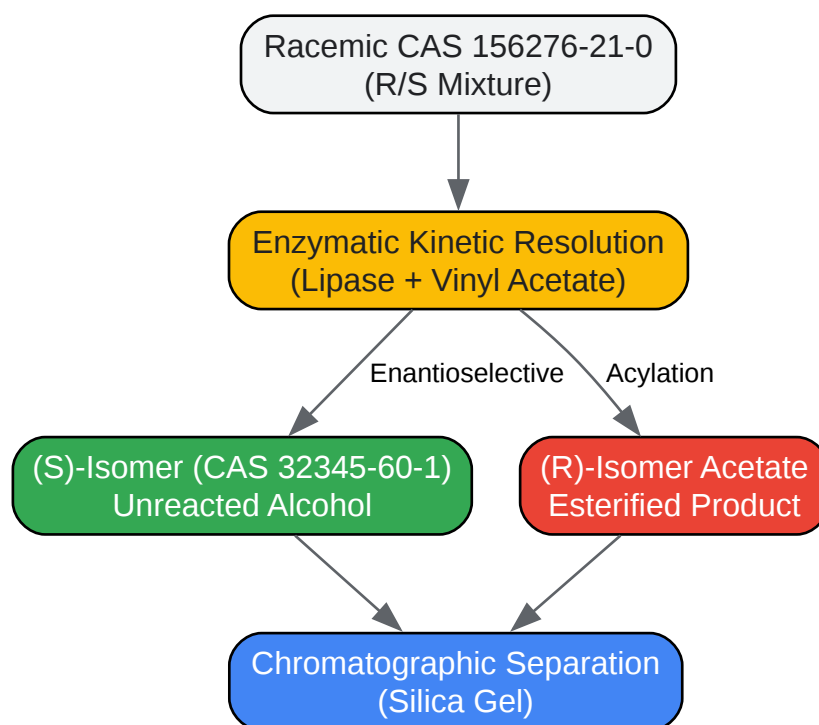 Racemic CAS 156276-21-0
(R/S Mixture)
Enzymatic Kinetic Resolution
(Lipase + Vinyl Acetate)
Enantioselective
Acylation
(S)-Isomer (CAS 32345-60-1)
Unreacted Alcohol
(R)-Isomer Acetate
Esterified Product
Chromatographic Separation
(Silica Gel)